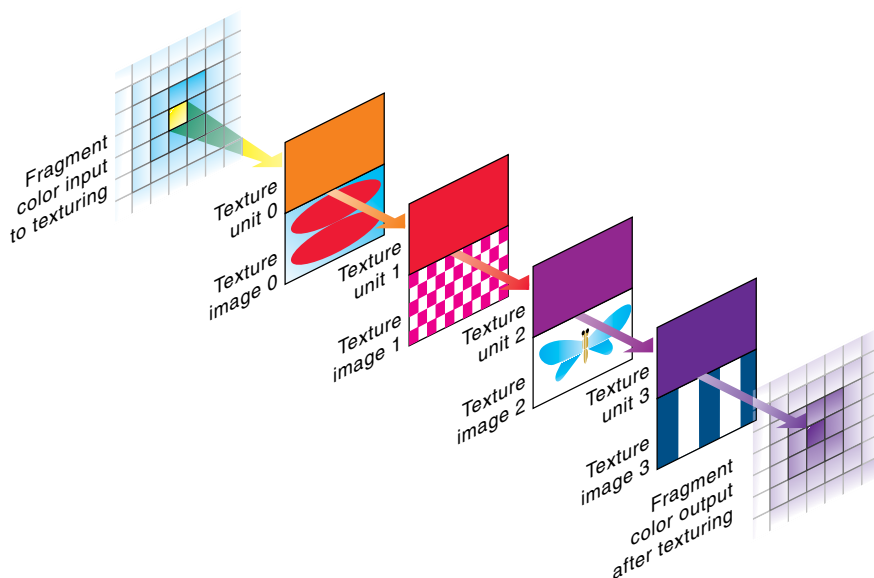 Fragment
color input
to texturing
Texture
unit 0
Texture
image 0
Texture
unit 1
Texture
image 1
Texture
unit 2
Texture
image 2
Texture
unit 3
Texture
image 3
Fragment
color output
after texturing